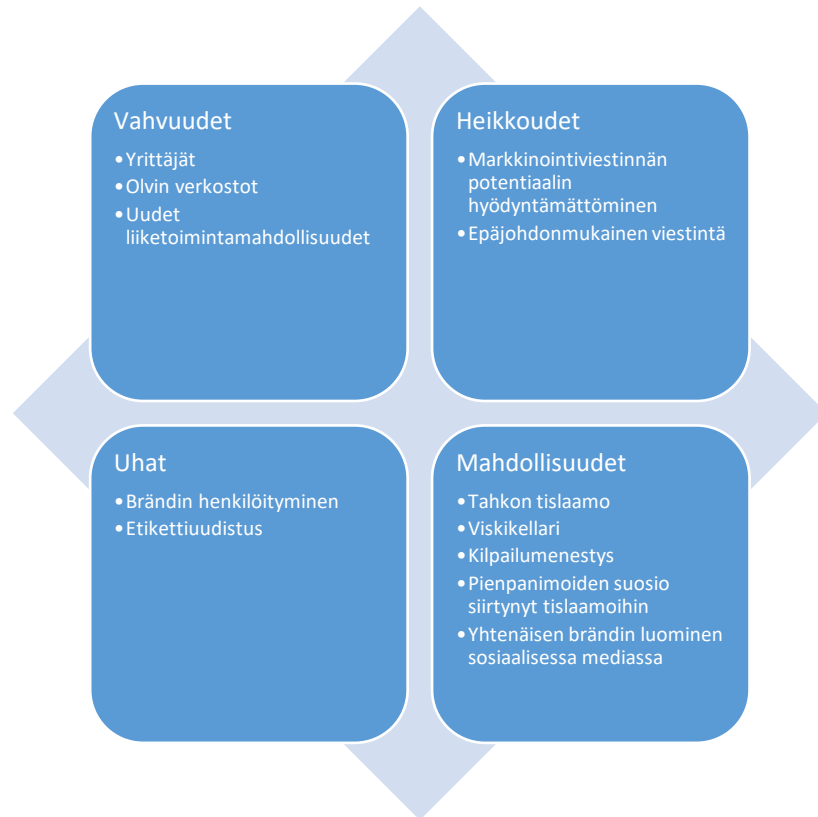 Vahvuudet
•Yrittäjät
•Olvin verkostot
•Uudet
liiketoimintamahdollisuudet
Heikkoudet
•Markkinointiviestinnän
potentiaalin
hyödyntämättöminen
•Epäjohdonmukainen viestintä
Uhat
•Brändin henkilöityminen
•Etikettiuudistus
Mahdollisuudet
•Tahkon tislaamo
•Viskikellari
•Kilpailumenestys
•Pienpanimoiden suosio
siirtynyt tislaamoihin
•Yhtenäisen brändin luominen
sosiaalisessa mediassa